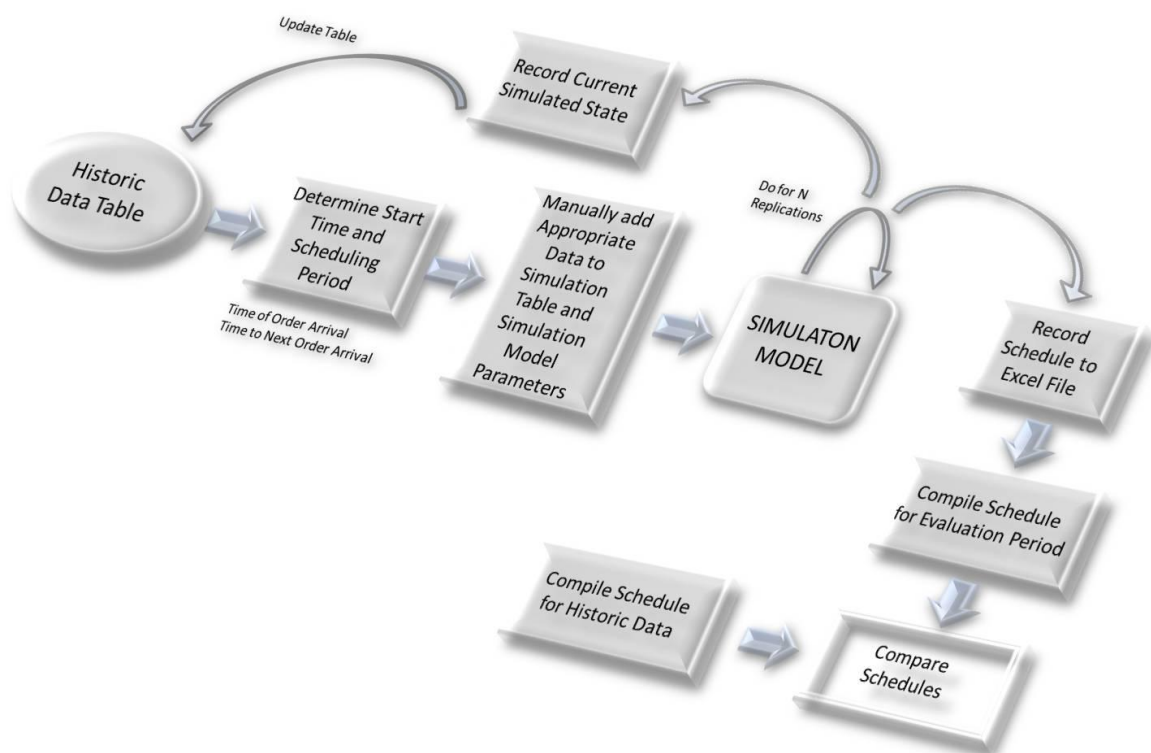 Update Table
Record Current
Simulated State
Historic
Data Table
Determine Start
Time and
Scheduling
Period
Time of Order Arrival
Time to Next Order Arrival
Manually add
Appropriate
Data to
Simulation
Table and
Simulation
Model
Parameters
Do for N
Replications
SIMULATON
MODEL
Record
Schedule to
Excel File
Compile Schedule
for Evaluation Period
Compile Schedule
for Historic Data
Compare
Schedules